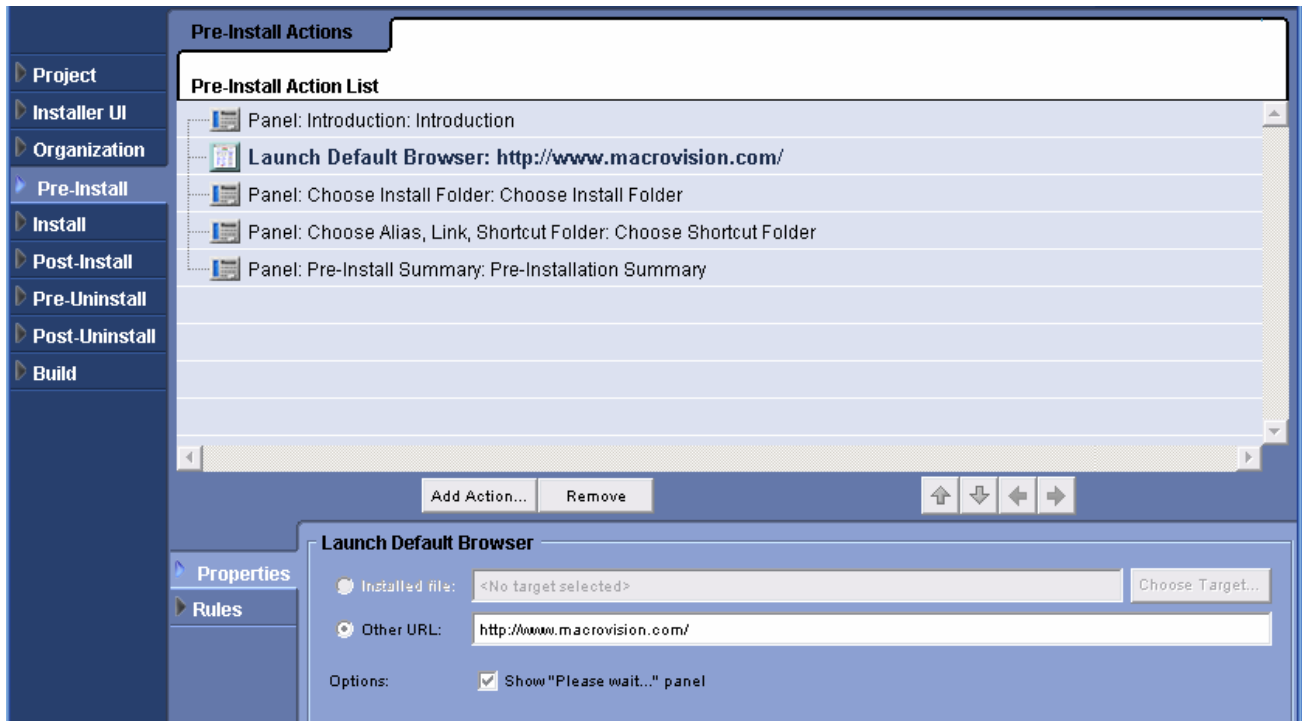 Pre-Install Actions
Project
Installer UI
Organization
Pre-Install
Install
Post-Install
Pre-Uninstall
Post-Uninstall
Build
Pre-Install Action List
Panel: Introduction: Introduction
Launch Default Browser: http://www.macrovision.com/
Panel: Choose Install Folder: Choose Install Folder
Panel: Choose Alias, Link, Shortcut Folder: Choose Shortcut Folder
Panel: Pre-Install Summary: Pre-Installation Summary
Add Action... Remove
Properties
Rules
Launch Default Browser
Installed file: <No target selected> Choose Target...
Other URL: http://www.macrovision.com/
Options: Show "Please wait..." panel